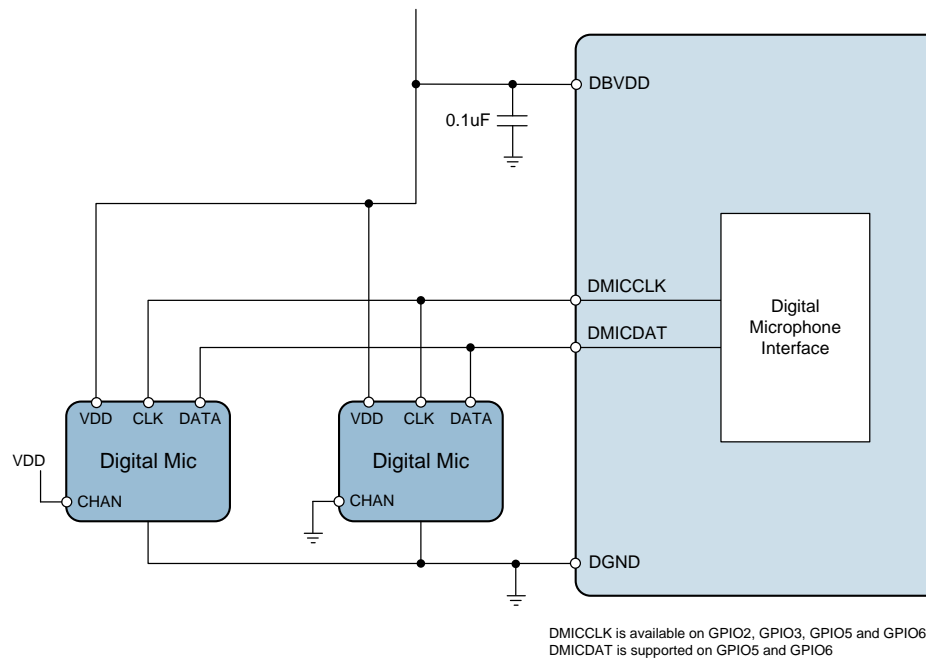 DBVDD
0.1uF
DMICCLK
DMICDAT
Digital
Microphone
Interface
VDD CLK DATA
Digital Mic
VDD
CHAN
VDD CLK DATA
Digital Mic
CHAN
DGND
DMICCLK is available on GPIO2, GPIO3, GPIO5 and GPIO6
DMICDAT is supported on GPIO5 and GPIO6